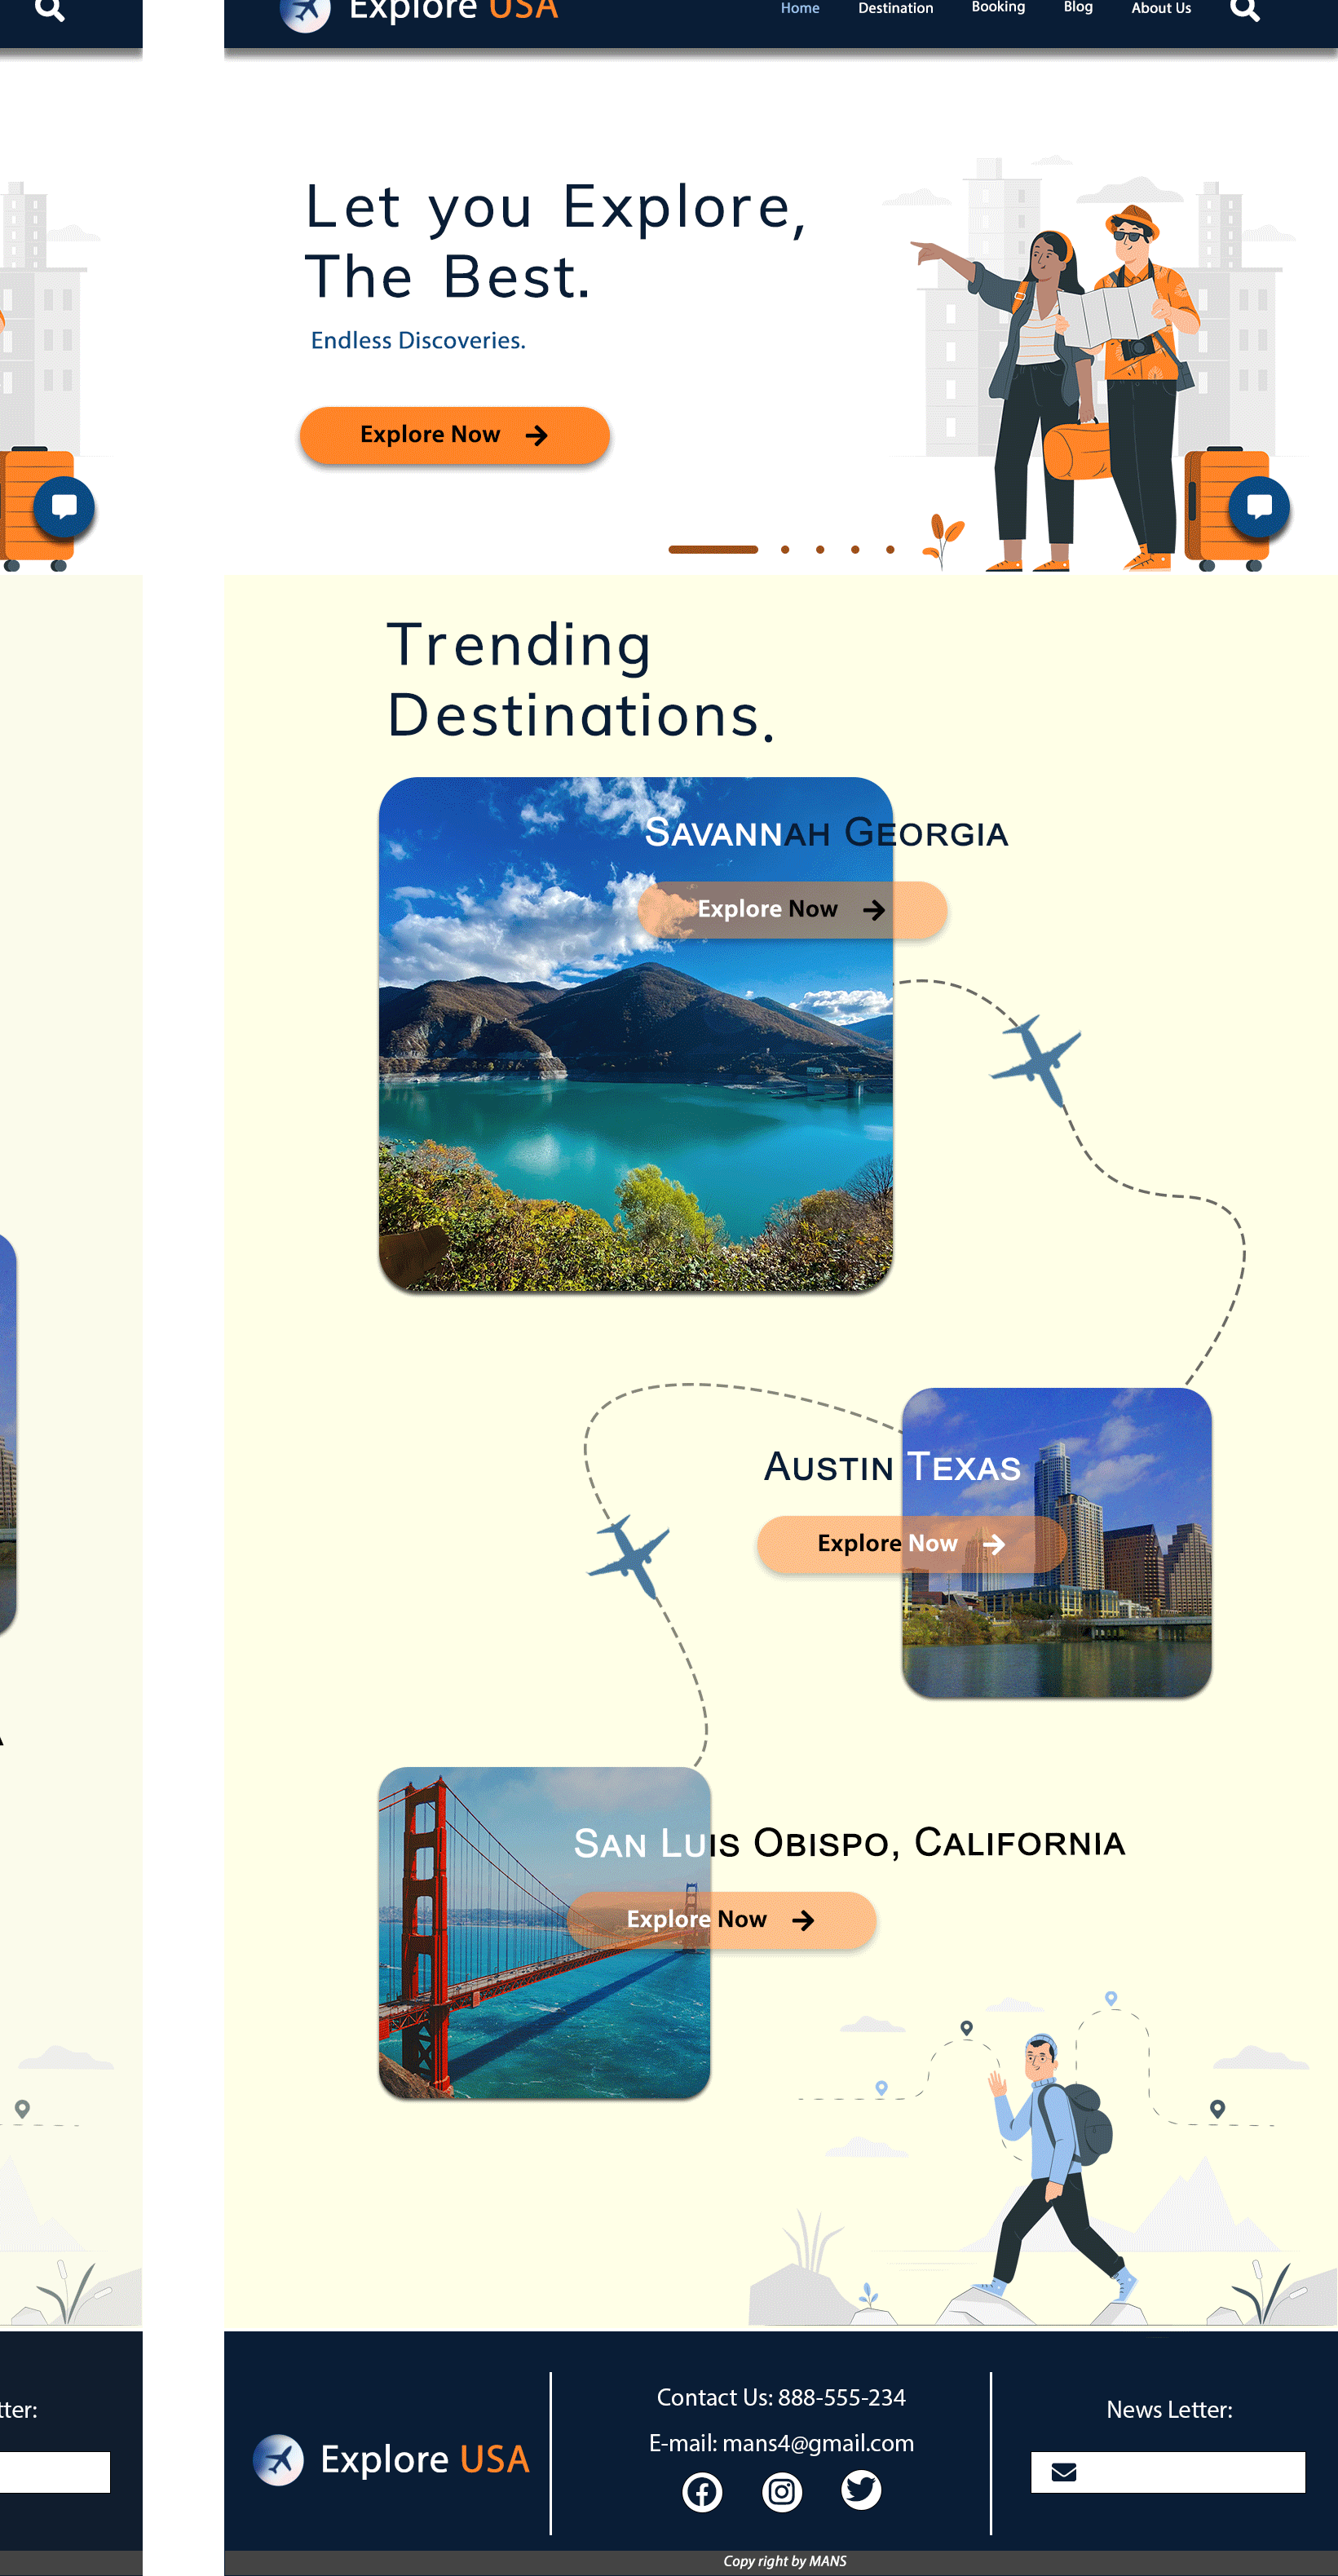 Explore USA
Home Destination Booking Blog About Us
Let you Explore,
The Best.
Endless Discoveries.
Explore Now
Trending
Destinations.
Savannah Georgia
Explore Now
Austin Texas
Explore Now
San Luis Obispo, California
Explore Now
tter:
Contact Us: 888-555-234
News Letter:
E-mail: mans4@gmail.com
Explore USA
Copy right by MANS